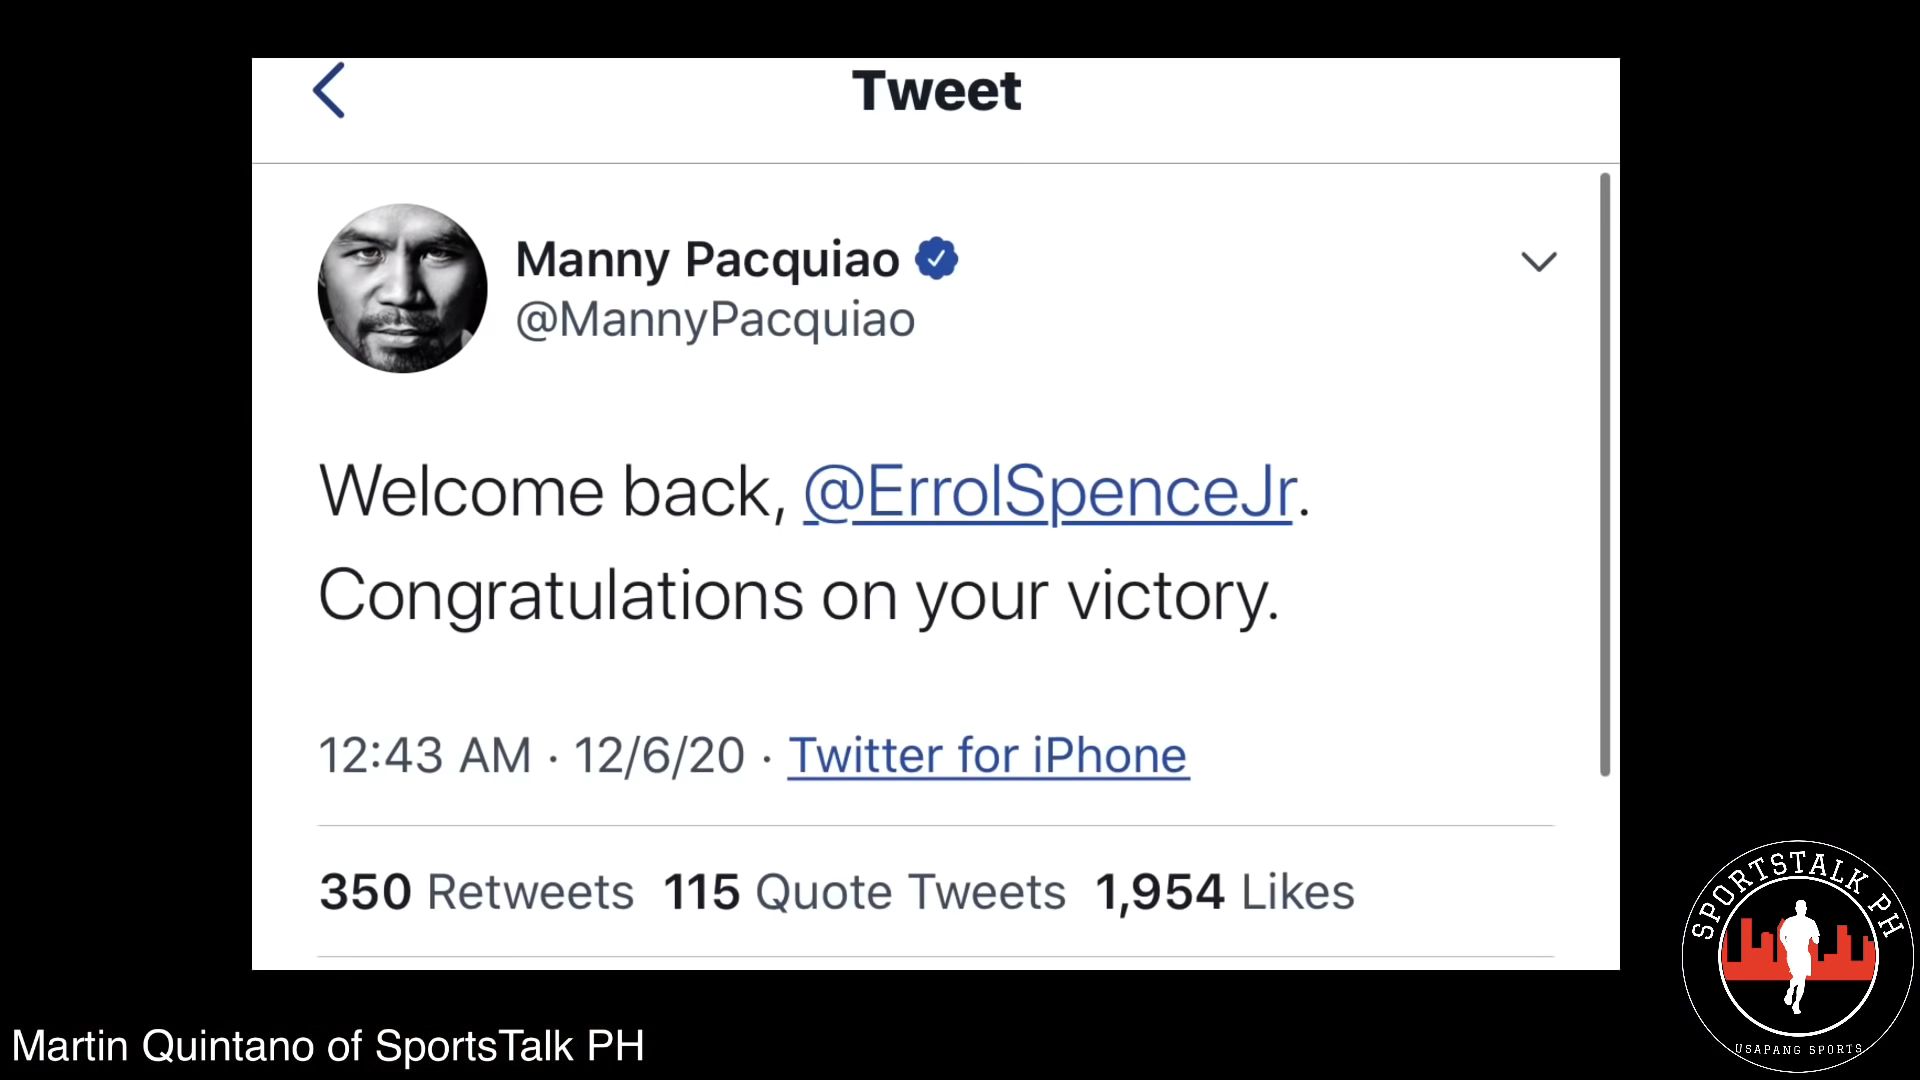 Tweet
Manny Pacquiao
@MannyPacquiao
Welcome back, @ErrolSpenceJr.
Congratulations on your victory.
12:43 AM · 12/6/20 · Twitter for iPhone
350 Retweets 115 Quote Tweets 1,954 Likes
SPORTSTALK PH
USAPANG SPORTS
Martin Quintano of SportsTalk PH